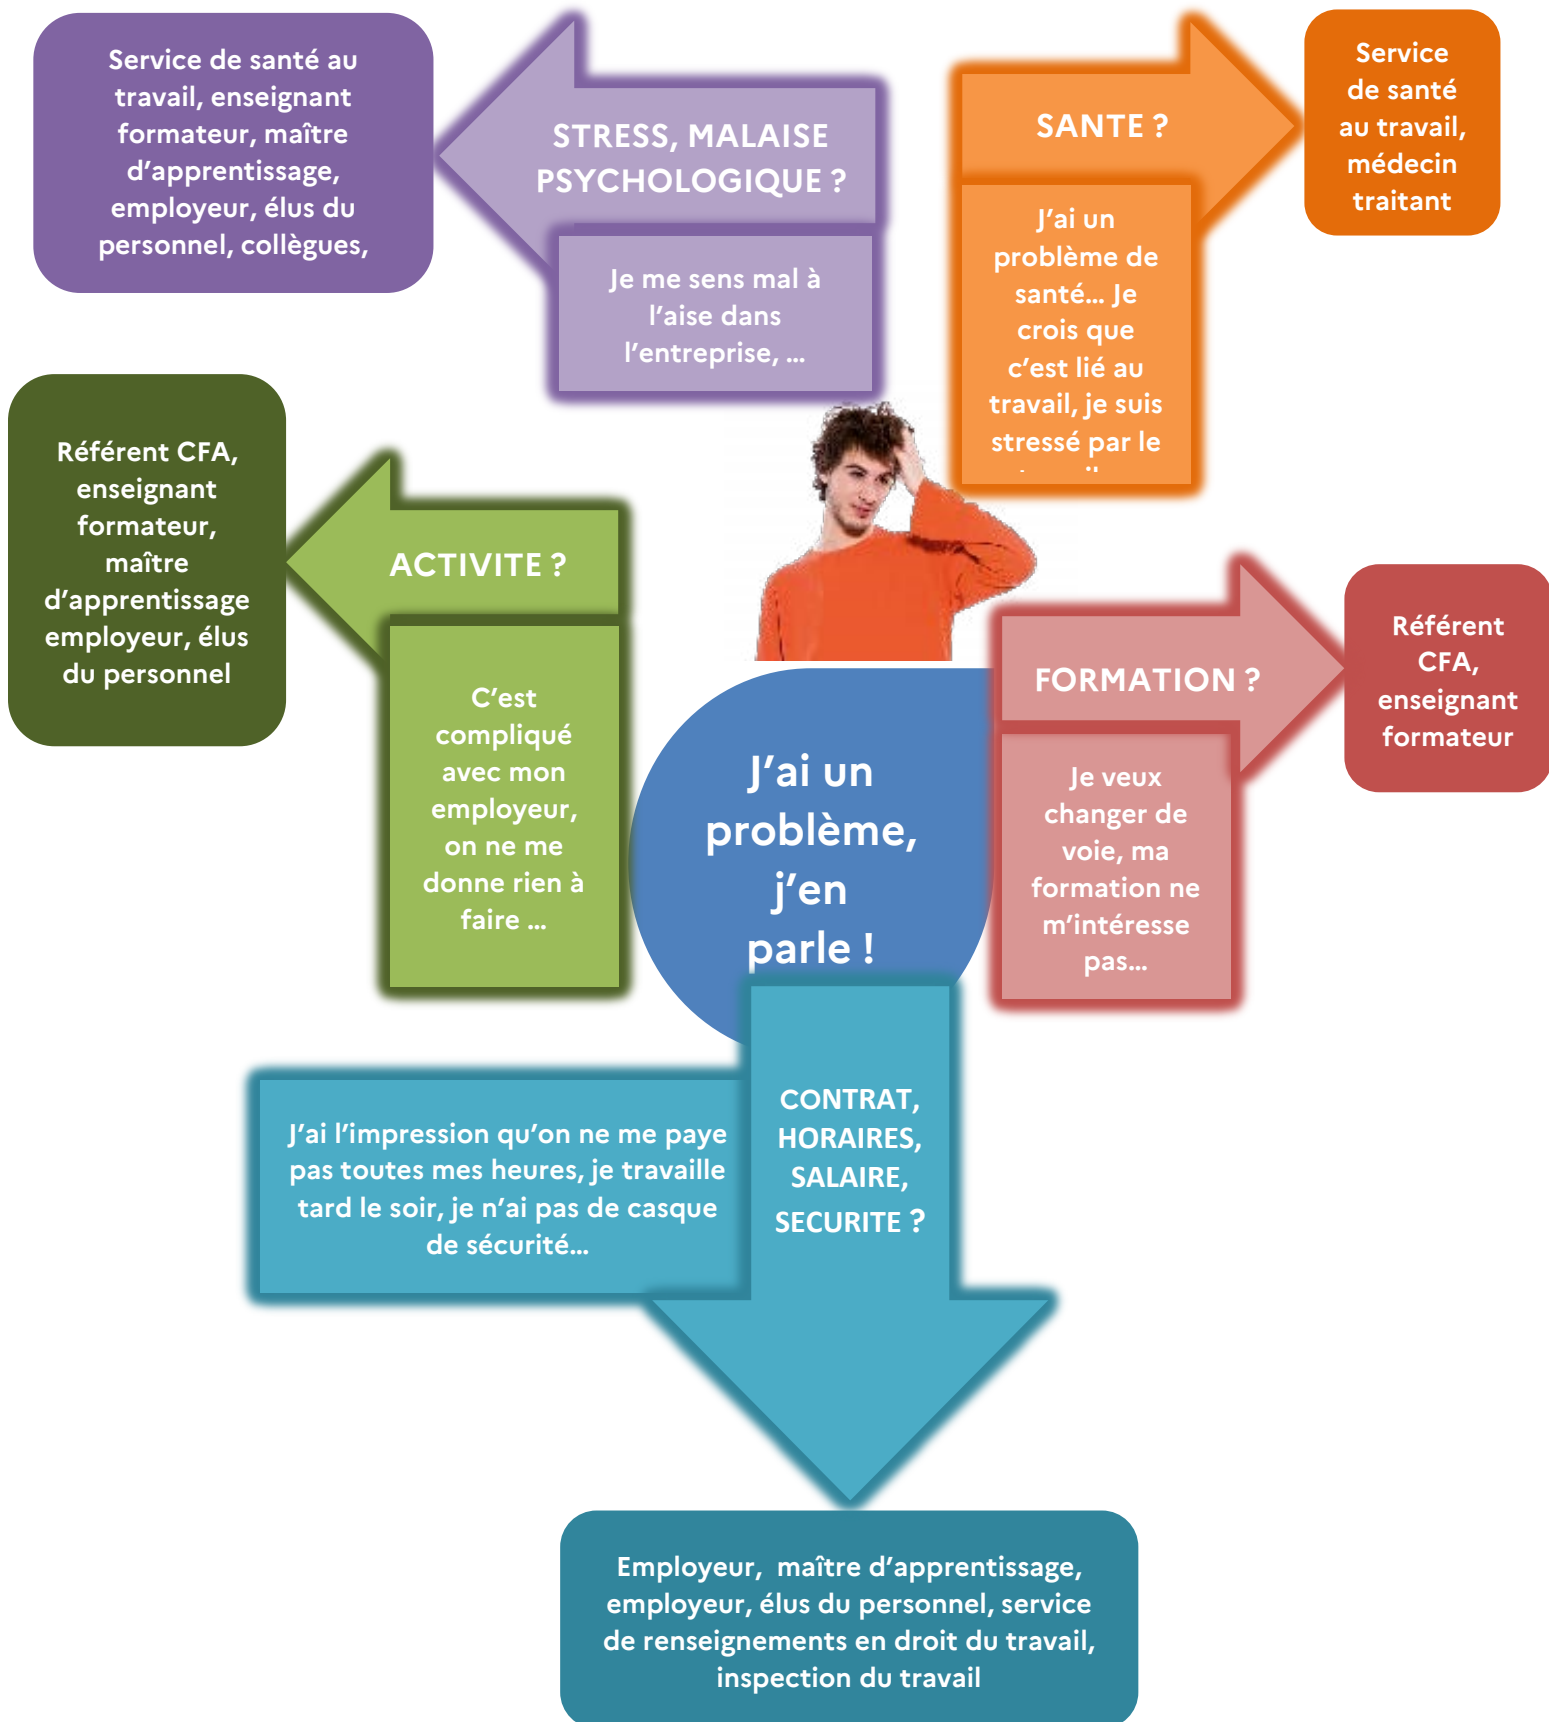 Service de santé au
travail, enseignant
formateur, maître
d’apprentissage,
employeur, élus du
personnel, collègues,
STRESS, MALAISE
PSYCHOLOGIQUE ?
Je me sens mal à
l’aise dans
l’entreprise, ...
SANTE ?
J’ai un
problème de
santé... Je
crois que
c’est lié au
travail, je suis
stressé par le
Service
de santé
au travail,
médecin
traitant
Référent CFA,
enseignant
formateur,
maître
d’apprentissage
employeur, élus
du personnel
ACTIVITE ?
C’est
compliqué
avec mon
employeur,
on ne me
donne rien à
faire ...
FORMATION ?
Je veux
changer de
voie, ma
formation ne
m’intéresse
pas...
Référent
CFA,
enseignant
formateur
J’ai un
problème,
j’en
parle !
J’ai l’impression qu’on ne me paye
pas toutes mes heures, je travaille
tard le soir, je n’ai pas de casque
de sécurité...
CONTRAT,
HORAIRES,
SALAIRE,
SECURITE ?
Employeur, maître d’apprentissage,
employeur, élus du personnel, service
de renseignements en droit du travail,
inspection du travail